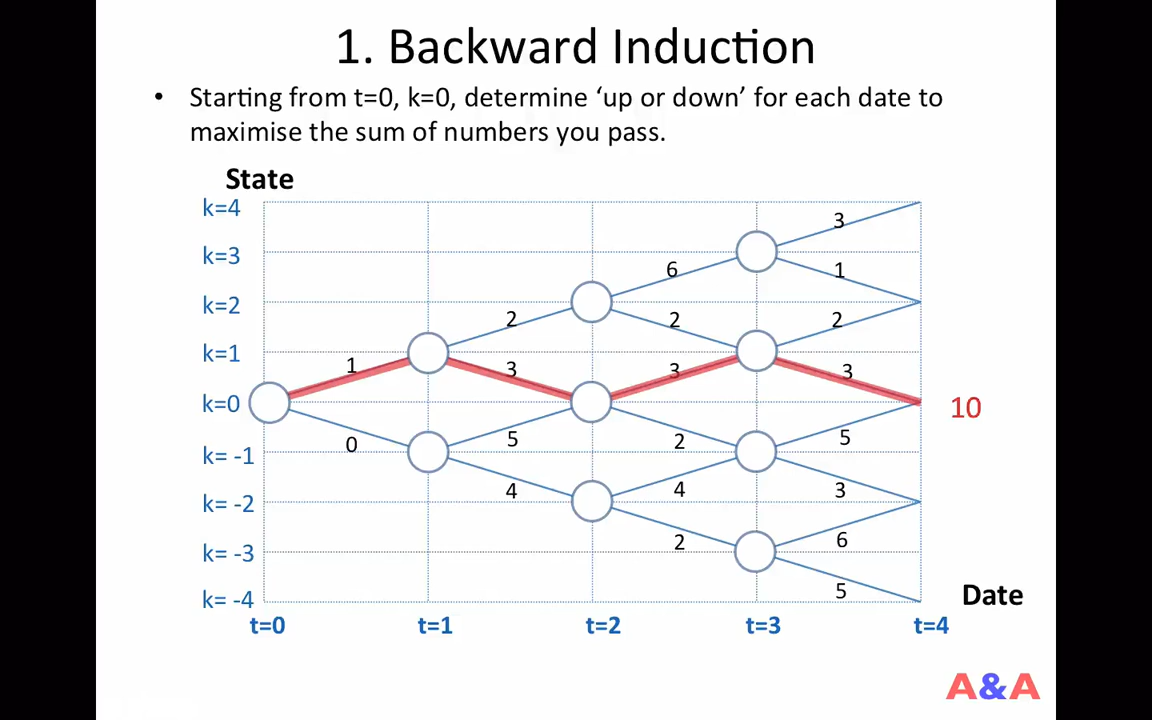 1. Backward Induction
• Starting from t=0, k=0, determine ‘up or down’ for each date to
maximise the sum of numbers you pass.
State
k=4
3
k=3
6
1
k=2
2
2
2
k=1
1
3
3
3
k=0
10
0
5
2
5
k= -1
4
4
3
k= -2
2
6
k= -3
5
k= -4
Date
t=0 t=1 t=2 t=3 t=4
A&A